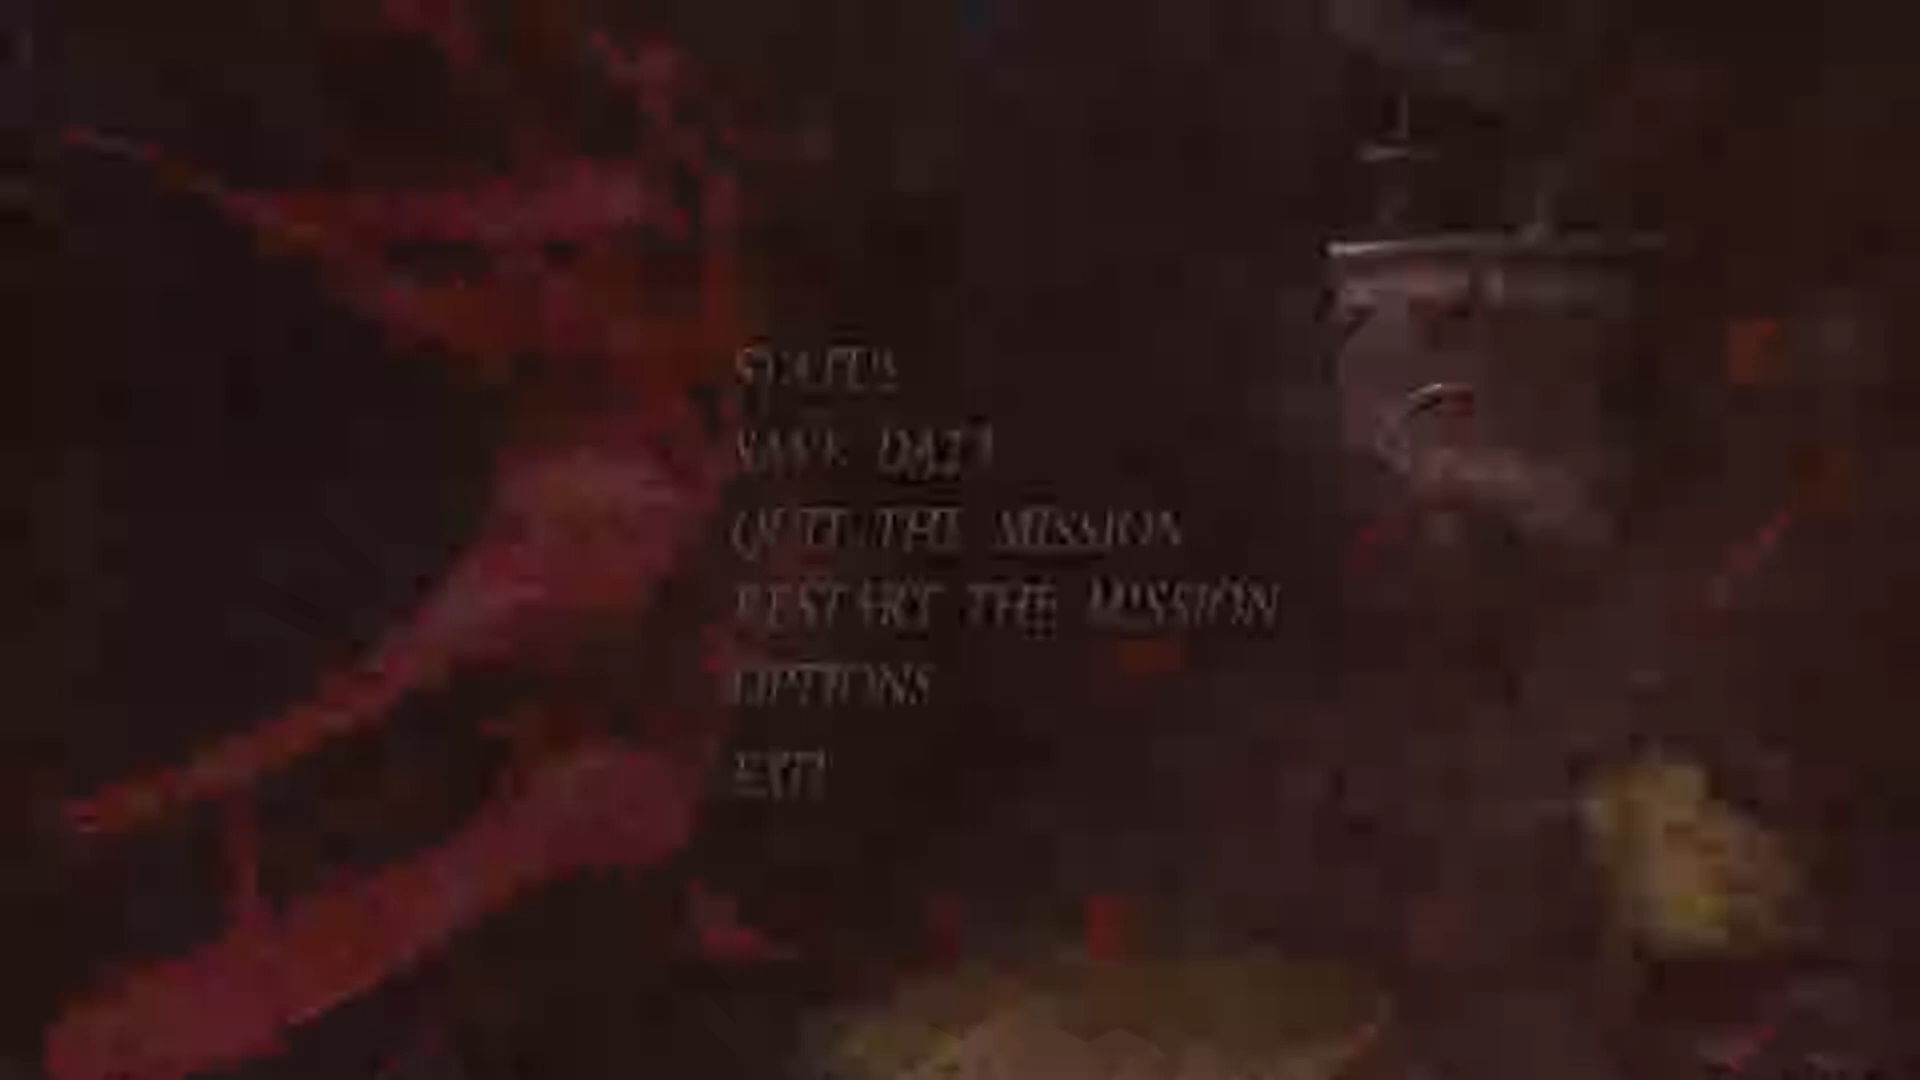 STATUS
SAVE DATA
QUIT THE MISSION
RESTART THE MISSION
OPTIONS
EXIT